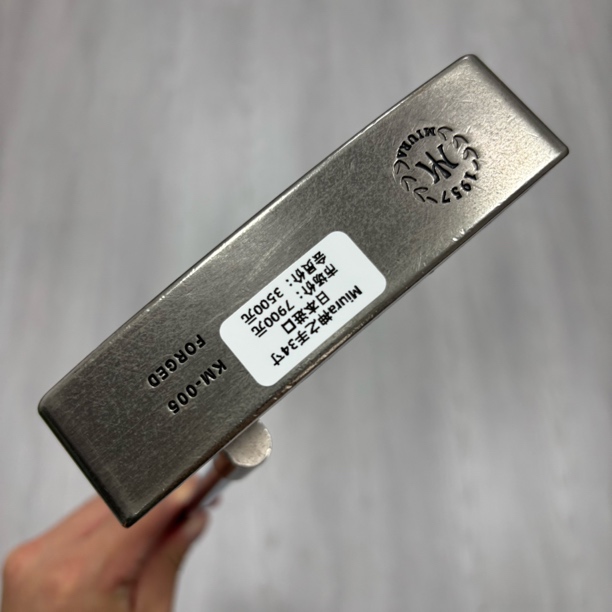 MIURA
1957
Miura神之手34寸
日本进口
市场价：7900元
会员价：3500元
KM-006
FORGED